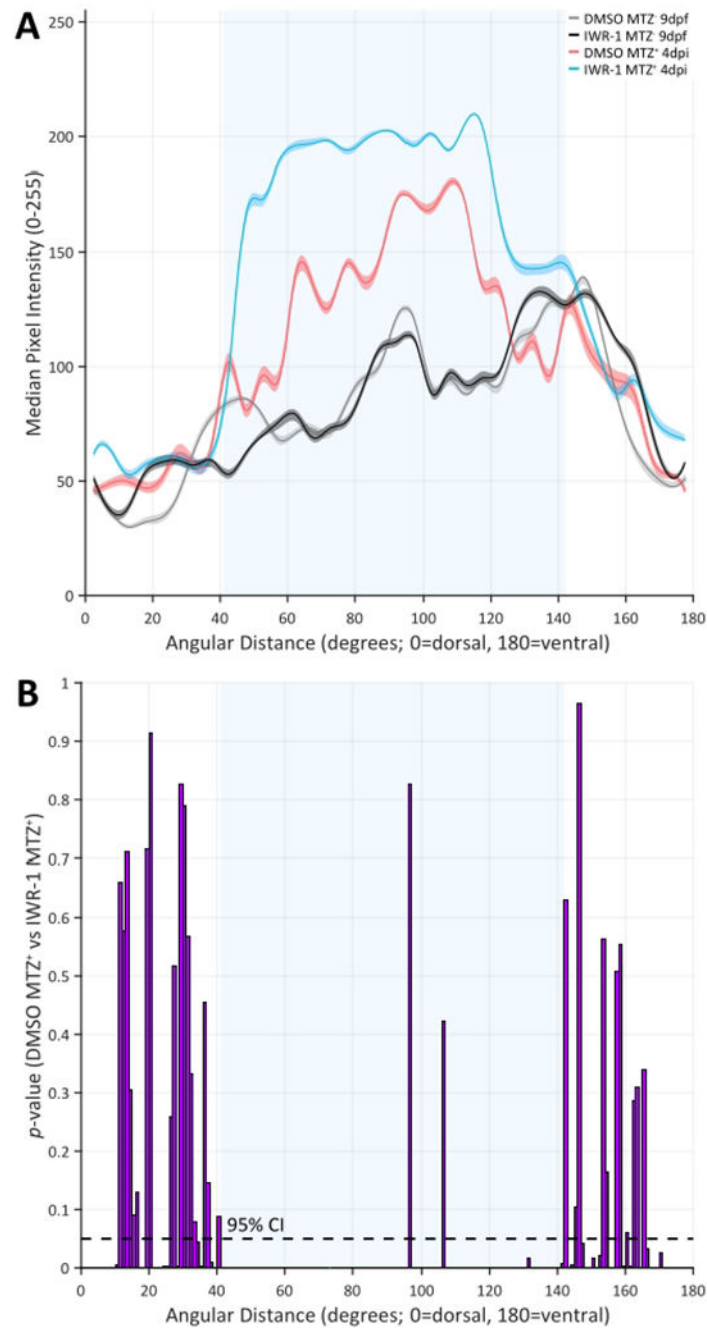 A
DMSO MTZ⁻ 9dpf
IWR-1 MTZ⁻ 9dpf
DMSO MTZ⁺ 4dpi
IWR-1 MTZ⁺ 4dpi
Median Pixel Intensity (0-255)
250
200
150
100
50
0
0 20 40 60 80 100 120 140 160 180
Angular Distance (degrees; 0=dorsal, 180=ventral)
B
p-value (DMSO MTZ⁺ vs IWR-1 MTZ⁺)
1
0.9
0.8
0.7
0.6
0.5
0.4
0.3
0.2
0.1
0
95% CI
0 20 40 60 80 100 120 140 160 180
Angular Distance (degrees; 0=dorsal, 180=ventral)